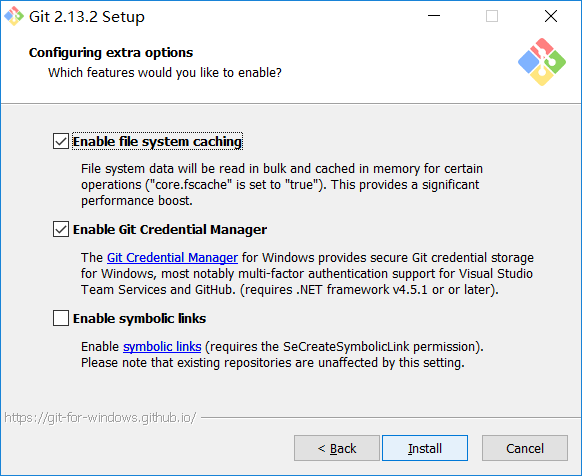 Git 2.13.2 Setup
Configuring extra options
Which features would you like to enable?
Enable file system caching
File system data will be read in bulk and cached in memory for certain
operations ("core.fscache" is set to "true"). This provides a significant
performance boost.
Enable Git Credential Manager
The Git Credential Manager for Windows provides secure Git credential storage
for Windows, most notably multi-factor authentication support for Visual Studio
Team Services and GitHub. (requires .NET framework v4.5.1 or or later).
Enable symbolic links
Enable symbolic links (requires the SeCreateSymbolicLink permission).
Please note that existing repositories are unaffected by this setting.
https://git-for-windows.github.io/
< Back
Install
Cancel